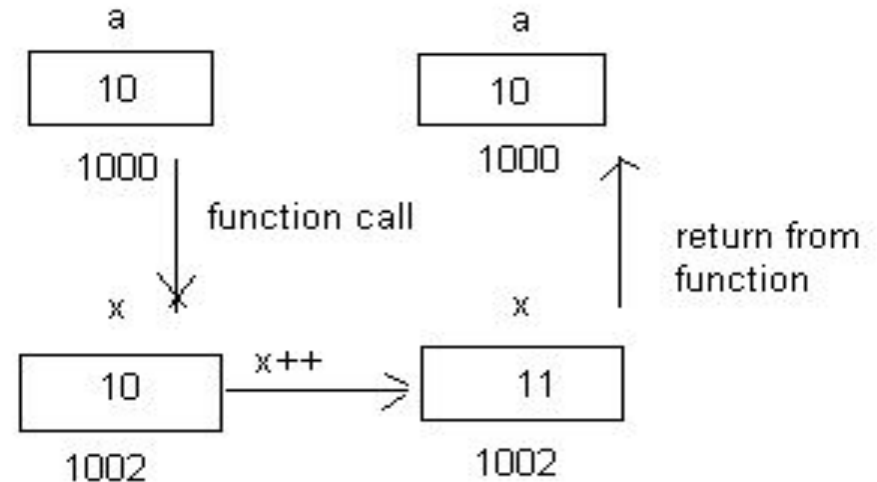 a
a
10
10
1000
1000
function call
return from
function
x
x
10
x++
11
1002
1002